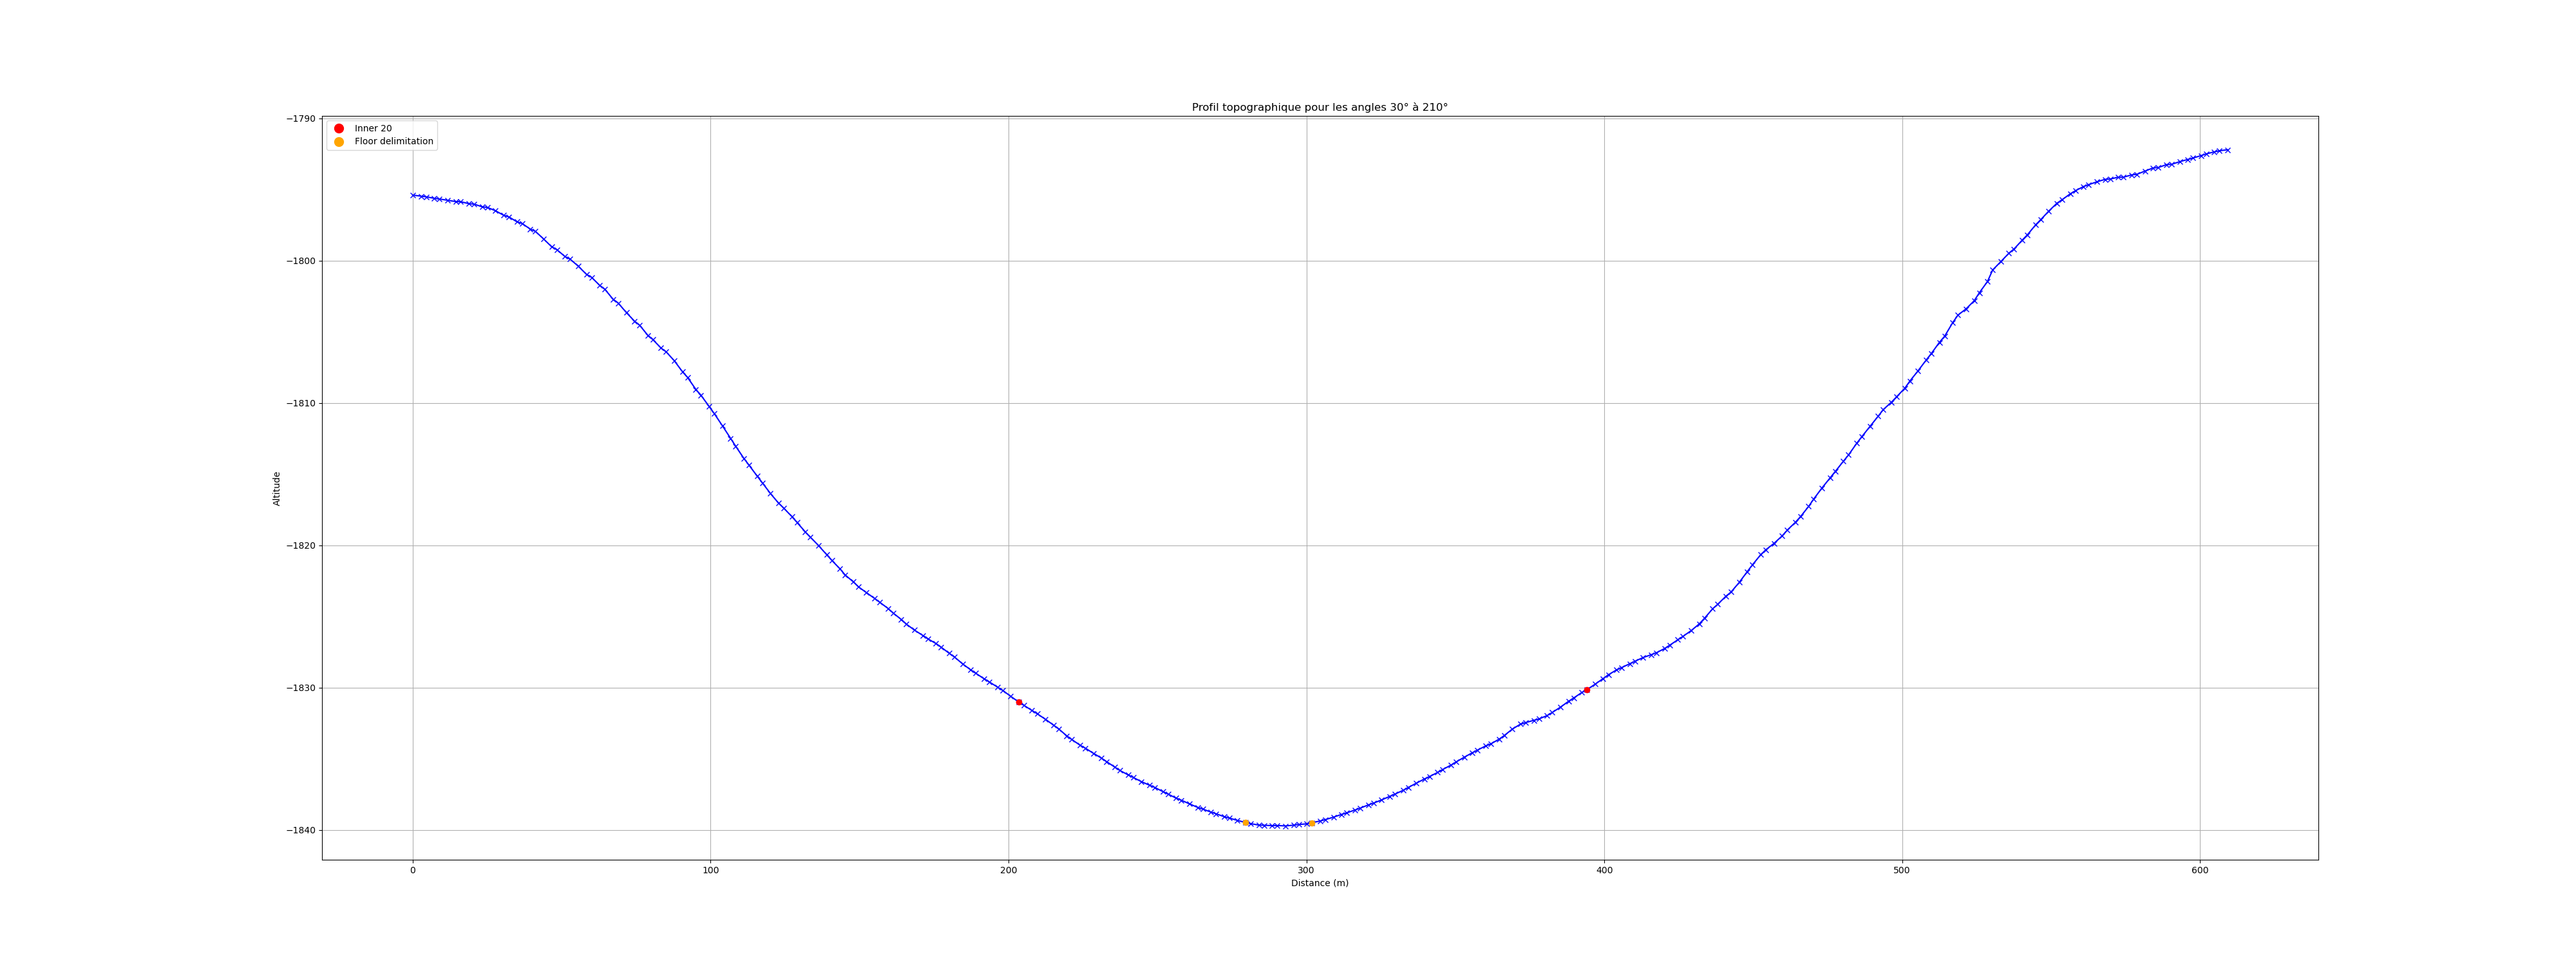 Profil topographique pour les angles 30° à 210°
Inner 20
Floor delimitation
−1790
−1800
−1810
−1820
−1830
−1840
Altitude
0 100 200 300 400 500 600
Distance (m)